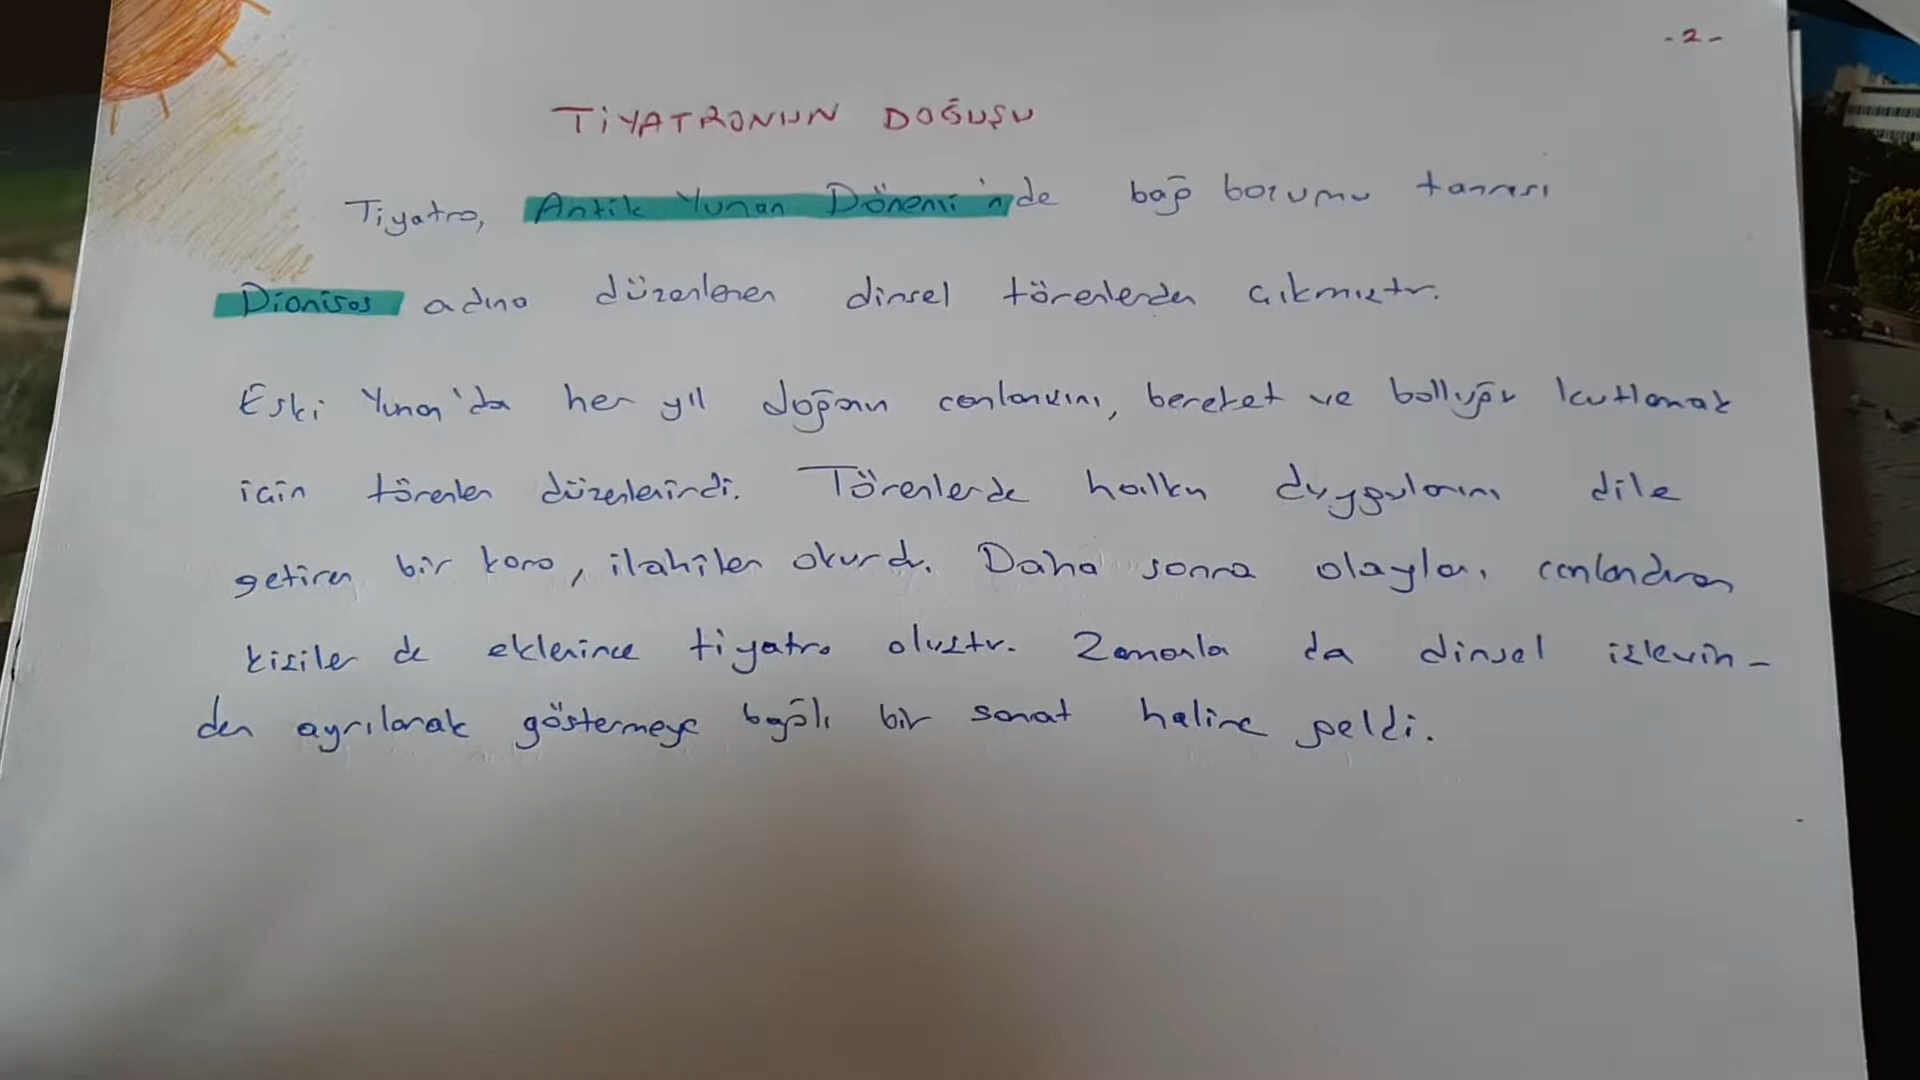 -2-
TİYATRONUN DOĞUŞU
Tiyatro, Antik Yunan Dönemi'nde bağ bozumu tanrısı
Dionisos adına düzenlenen dinsel törenlerden çıkmıştır.
Eski Yunan'da her yıl doğanın canlanışını, bereket ve bolluğu kutlamak
için törenler düzenlenirdi. Törenlerde halkın duygularını dile
getiren bir koro, ilahiler okurdu. Daha sonra olayları canlandıran
kişiler de eklenince tiyatro oluştu. Zamanla da dinsel işlevin-
den ayrılarak göstermeye bağlı bir sanat haline geldi.